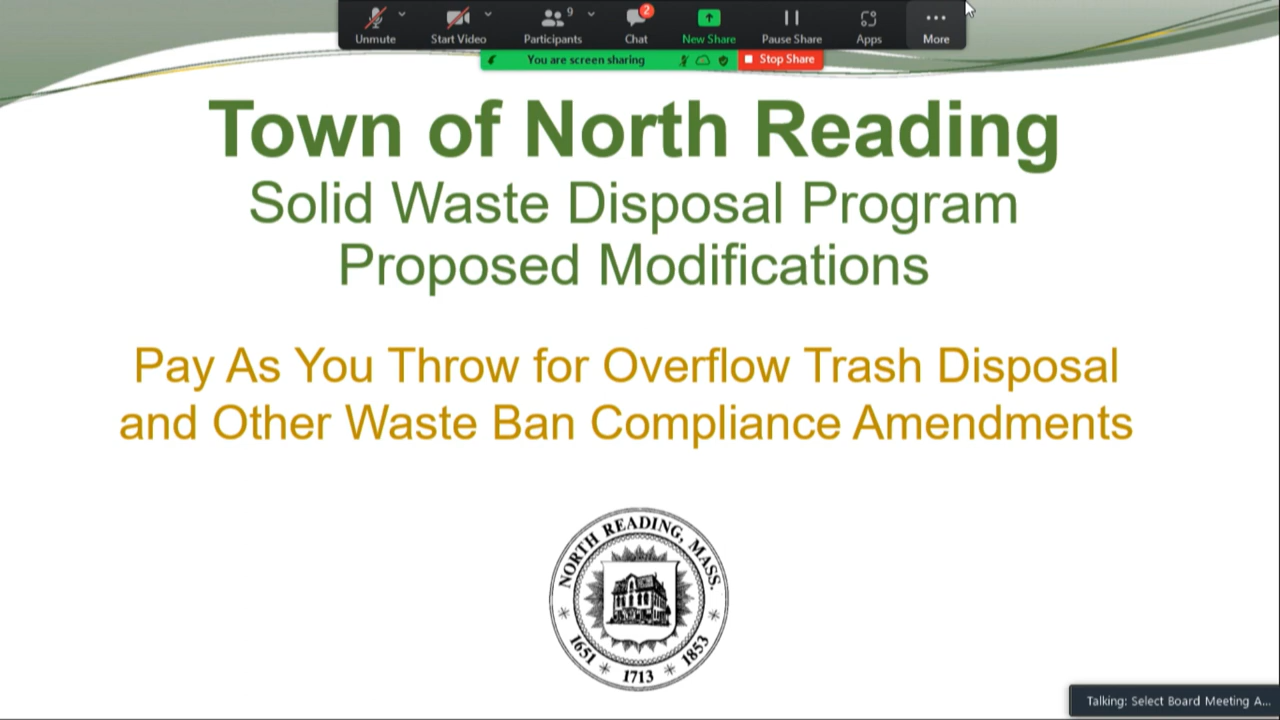 9
2
Unmute
Start Video
Participants
Chat
New Share
Pause Share
Apps
More
You are screen sharing
Stop Share
Town of North Reading
Solid Waste Disposal Program
Proposed Modifications
Pay As You Throw for Overflow Trash Disposal
and Other Waste Ban Compliance Amendments
NORTH READING, MASS.
1651 1713 1853
Talking: Select Board Meeting A...